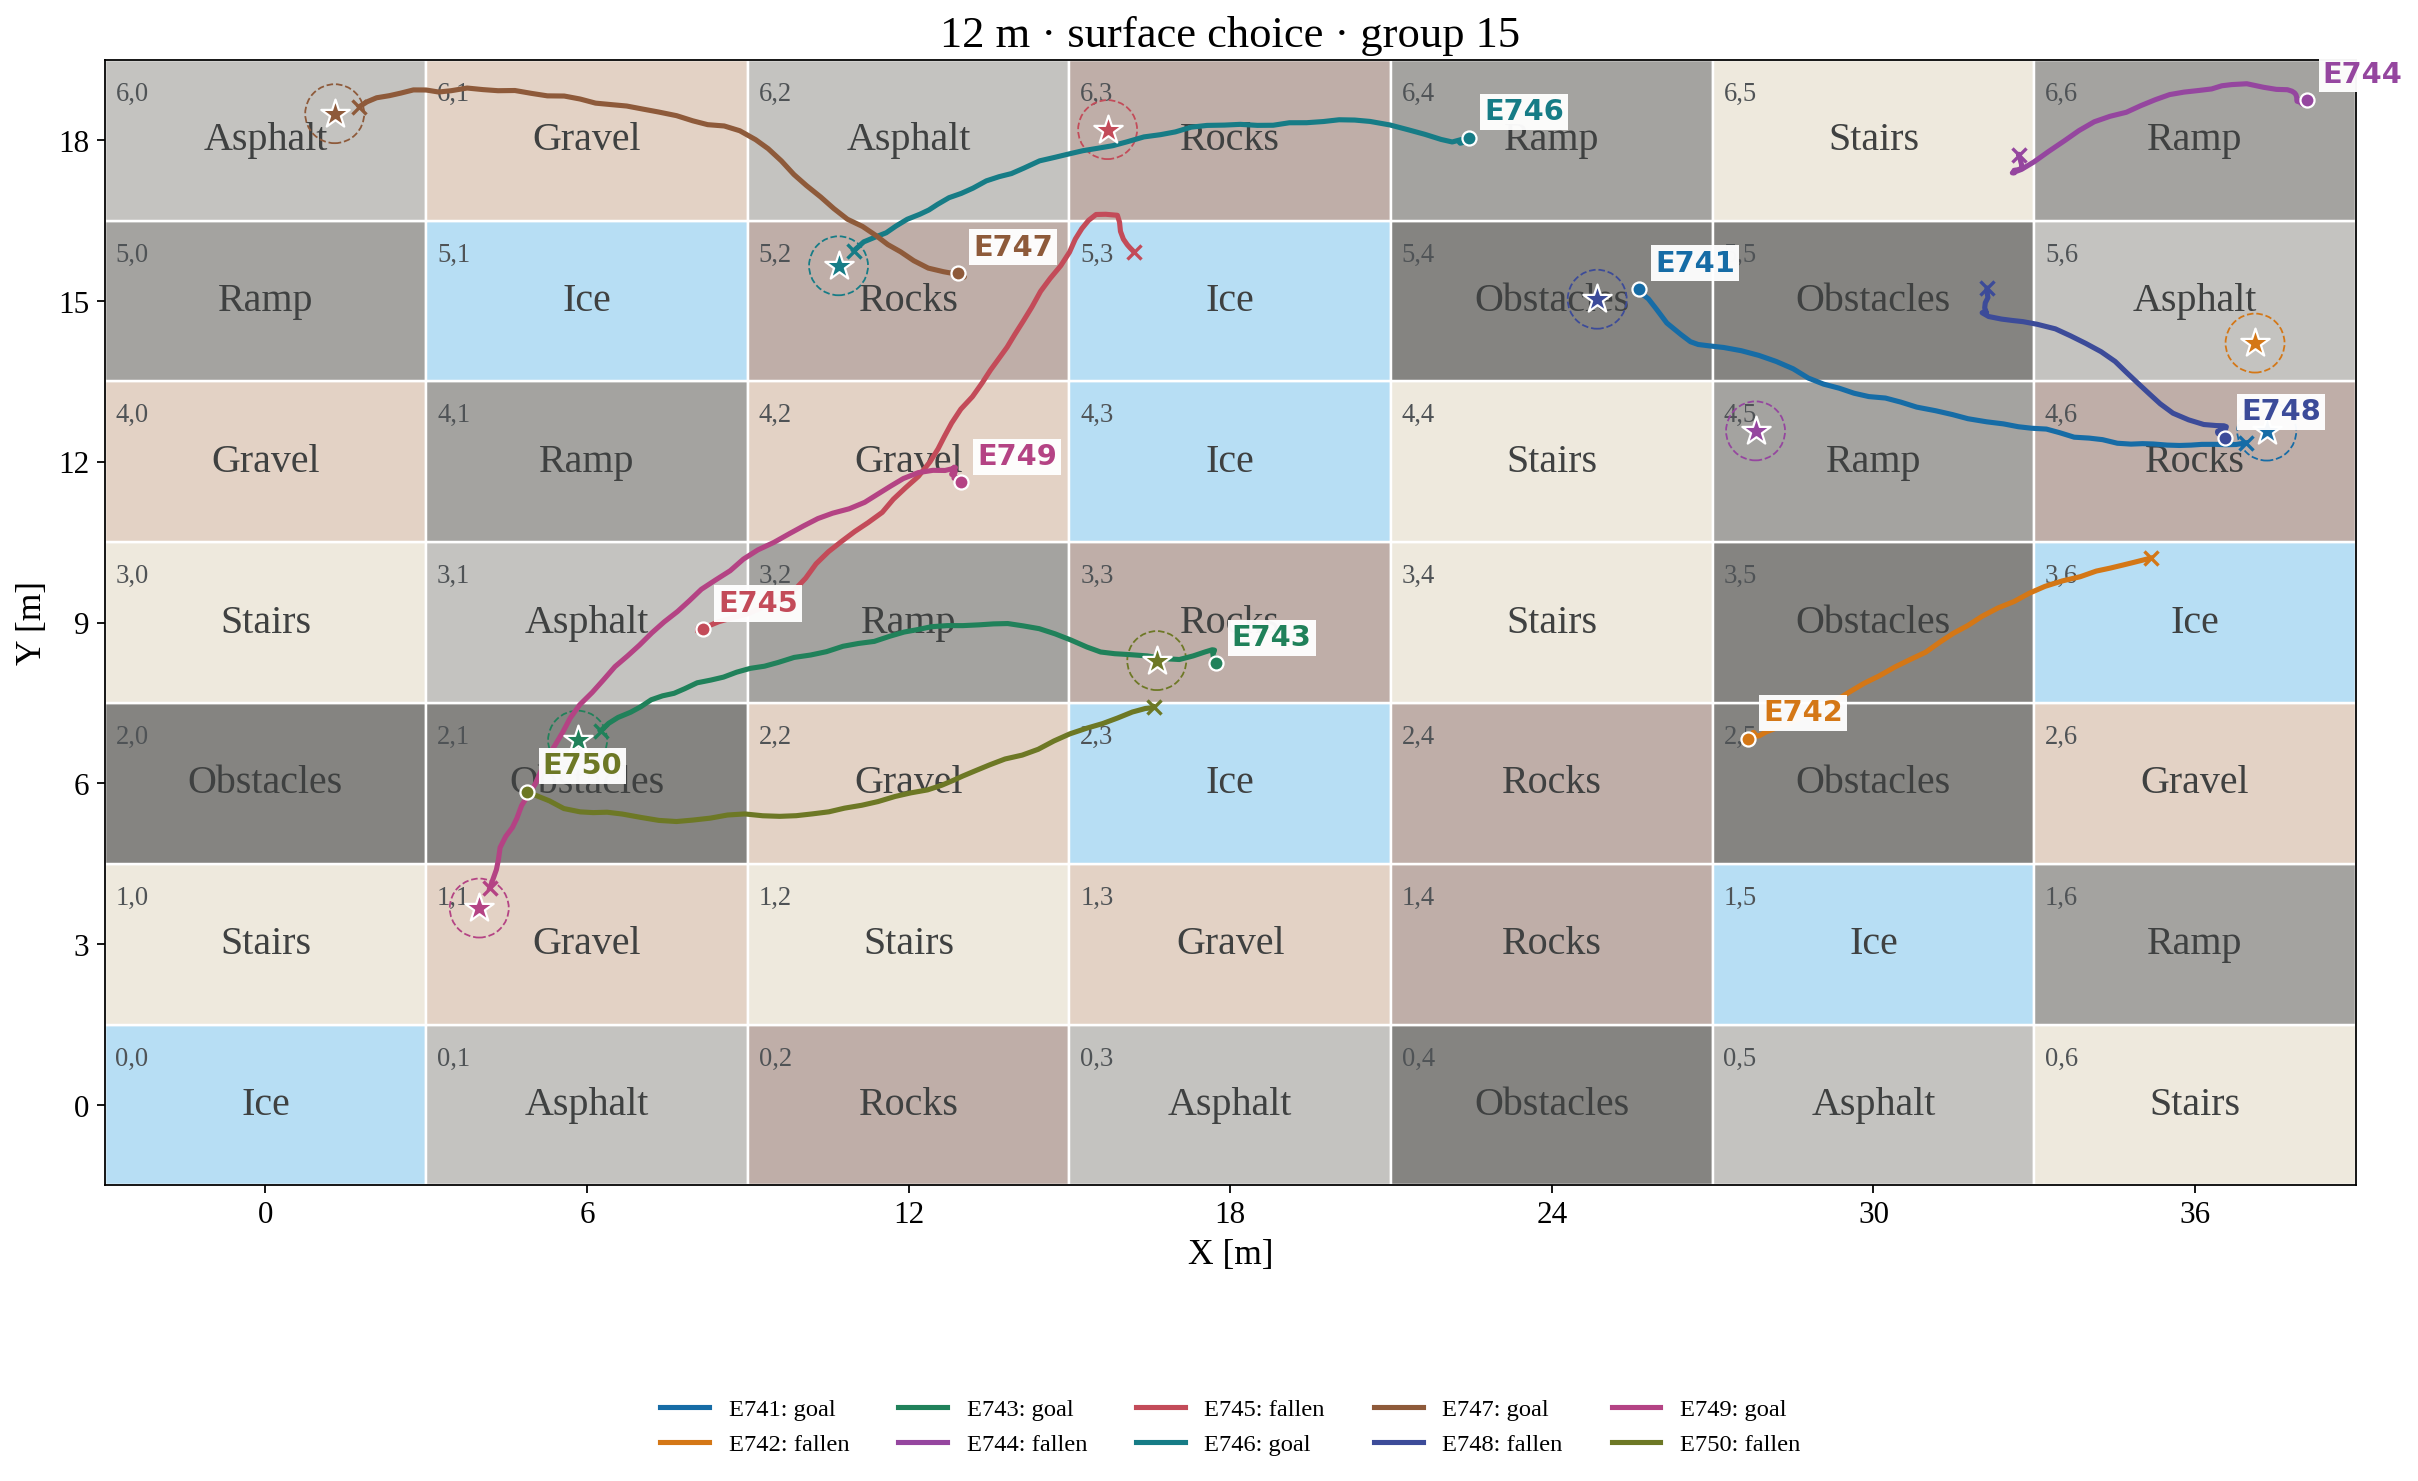 12 m · surface choice · group 15
E744
6,0
6,1
6,2
6,3
6,4
6,5
6,6
E746
Asphalt
Gravel
Asphalt
Rocks
Ramp
Stairs
Ramp
18
5,0
5,1
5,2
E747
5,3
5,4
E741
5,6
Ramp
Ice
Rocks
Ice
Obstacles
Obstacles
Asphalt
15
4,0
4,1
4,2
4,3
4,4
4,5
4,6
E748
Gravel
Ramp
Gravel
E749
Ice
Stairs
Ramp
Rocks
12
3,0
3,1
3,2
3,3
3,4
3,5
3,6
E745
Stairs
Asphalt
Ramp
Rocks
E743
Stairs
Obstacles
Ice
9
2,0
2,1
2,2
2,3
2,4
E742
2,6
Obstacles
E750
Gravel
Ice
Rocks
Obstacles
Gravel
6
1,0
1,1
1,2
1,3
1,4
1,5
1,6
Stairs
Gravel
Stairs
Gravel
Rocks
Ice
Ramp
3
0,0
0,1
0,2
0,3
0,4
0,5
0,6
Ice
Asphalt
Rocks
Asphalt
Obstacles
Asphalt
Stairs
0
Y [m]
0 6 12 18 24 30 36
X [m]
E741: goal
E743: goal
E745: fallen
E747: goal
E749: goal
E742: fallen
E744: fallen
E746: goal
E748: fallen
E750: fallen